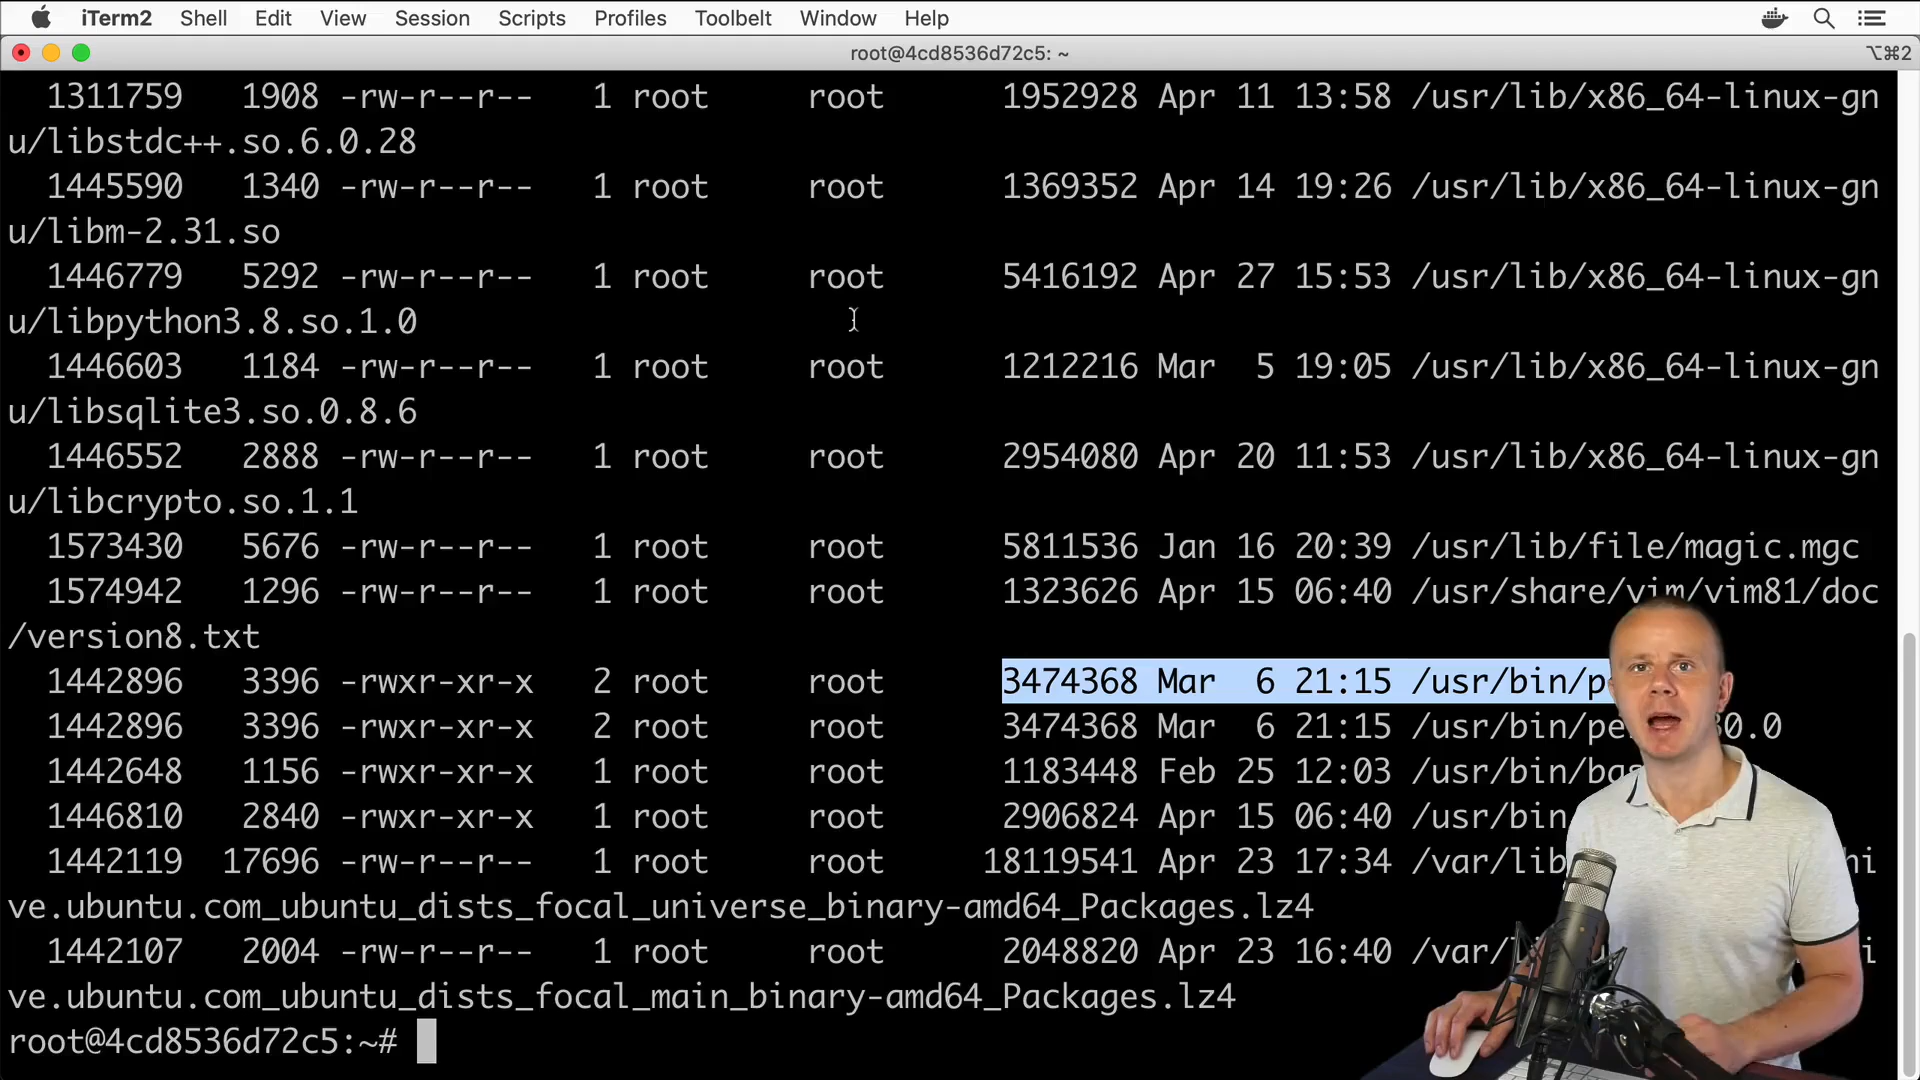 iTerm2 Shell Edit View Session Scripts Profiles Toolbelt Window Help
root@4cd8536d72c5: ~ ⌥⌘2
1311759 1908 -rw-r--r-- 1 root root 1952928 Apr 11 13:58 /usr/lib/x86_64-linux-gn
u/libstdc++.so.6.0.28
1445590 1340 -rw-r--r-- 1 root root 1369352 Apr 14 19:26 /usr/lib/x86_64-linux-gn
u/libm-2.31.so
1446779 5292 -rw-r--r-- 1 root root 5416192 Apr 27 15:53 /usr/lib/x86_64-linux-gn
u/libpython3.8.so.1.0
1446603 1184 -rw-r--r-- 1 root root 1212216 Mar 5 19:05 /usr/lib/x86_64-linux-gn
u/libsqlite3.so.0.8.6
1446552 2888 -rw-r--r-- 1 root root 2954080 Apr 20 11:53 /usr/lib/x86_64-linux-gn
u/libcrypto.so.1.1
1573430 5676 -rw-r--r-- 1 root root 5811536 Jan 16 20:39 /usr/lib/file/magic.mgc
1574942 1296 -rw-r--r-- 1 root root 1323626 Apr 15 06:40 /usr/share/vim/vim81/doc
/version8.txt
1442896 3396 -rwxr-xr-x 2 root root 3474368 Mar 6 21:15 /usr/bin/p
1442896 3396 -rwxr-xr-x 2 root root 3474368 Mar 6 21:15 /usr/bin/pe 30.0
1442648 1156 -rwxr-xr-x 1 root root 1183448 Feb 25 12:03 /usr/bin/bas
1446810 2840 -rwxr-xr-x 1 root root 2906824 Apr 15 06:40 /usr/bin
1442119 17696 -rw-r--r-- 1 root root 18119541 Apr 23 17:34 /var/lib hi
ve.ubuntu.com_ubuntu_dists_focal_universe_binary-amd64_Packages.lz4
1442107 2004 -rw-r--r-- 1 root root 2048820 Apr 23 16:40 /var/l i
ve.ubuntu.com_ubuntu_dists_focal_main_binary-amd64_Packages.lz4
root@4cd8536d72c5:~#